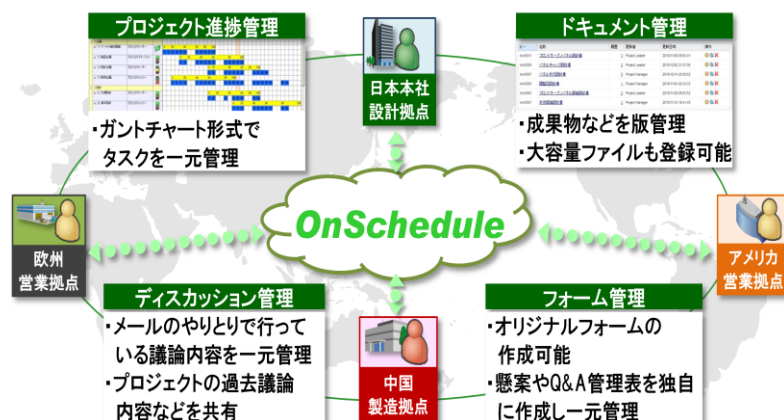 プロジェクト進捗管理
・ガントチャート形式で
タスクを一元管理
日本本社
設計拠点
ドキュメント管理
・成果物などを版管理
・大容量ファイルも登録可能
OnSchedule
欧州
営業拠点
アメリカ
営業拠点
ディスカッション管理
・メールのやりとりで行って
いる議論内容を一元管理
・プロジェクトの過去議論
内容などを共有
中国
製造拠点
フォーム管理
・オリジナルフォームの
作成可能
・懸案やQ&A管理表を独自
に作成し一元管理